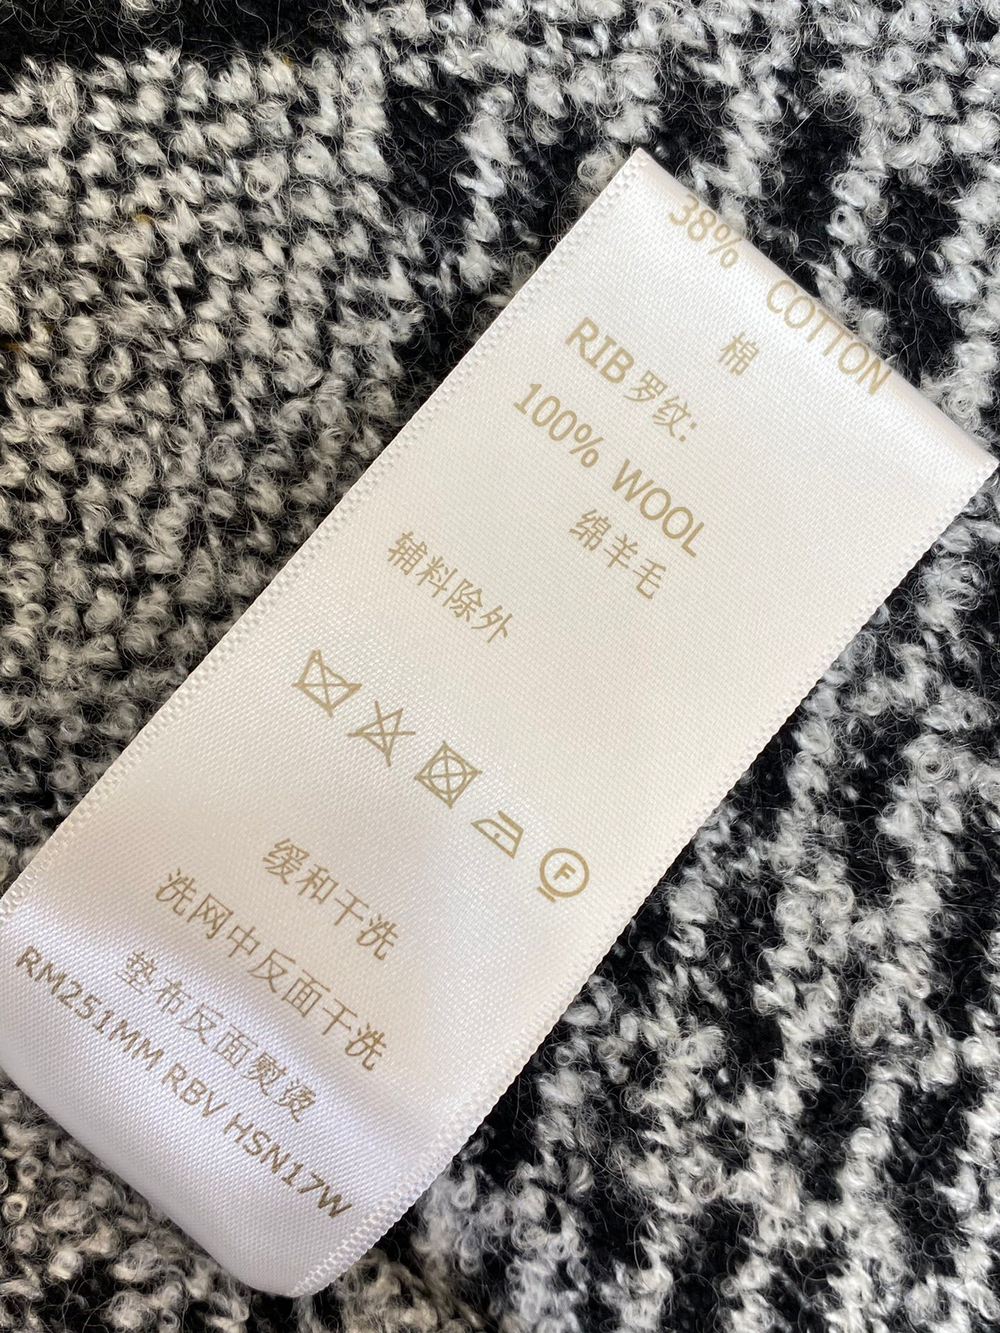 38% COTTON
棉
RIB 罗纹:
100% WOOL
绵羊毛
辅料除外
F
缓和干洗
洗网中反面干洗
垫布反面熨烫
RM251MM RBV HSN17W